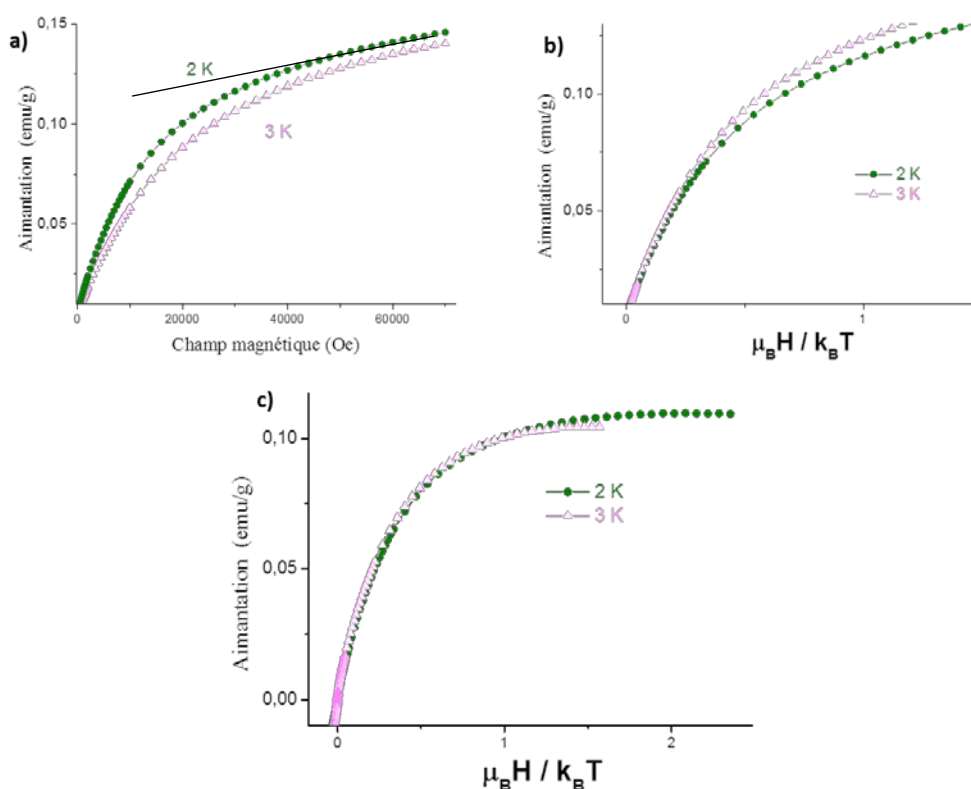 a)
Aimantation (emu/g)
0,15
0,10
0,05
2 K
3 K
0
20000
40000
60000
Champ magnétique (Oe)
b)
Aimantation (emu/g)
0,10
0,05
2 K
3 K
0
1
μBH / kBT
c)
Aimantation (emu/g)
0,10
0,05
0,00
2 K
3 K
0
1
2
μBH / kBT